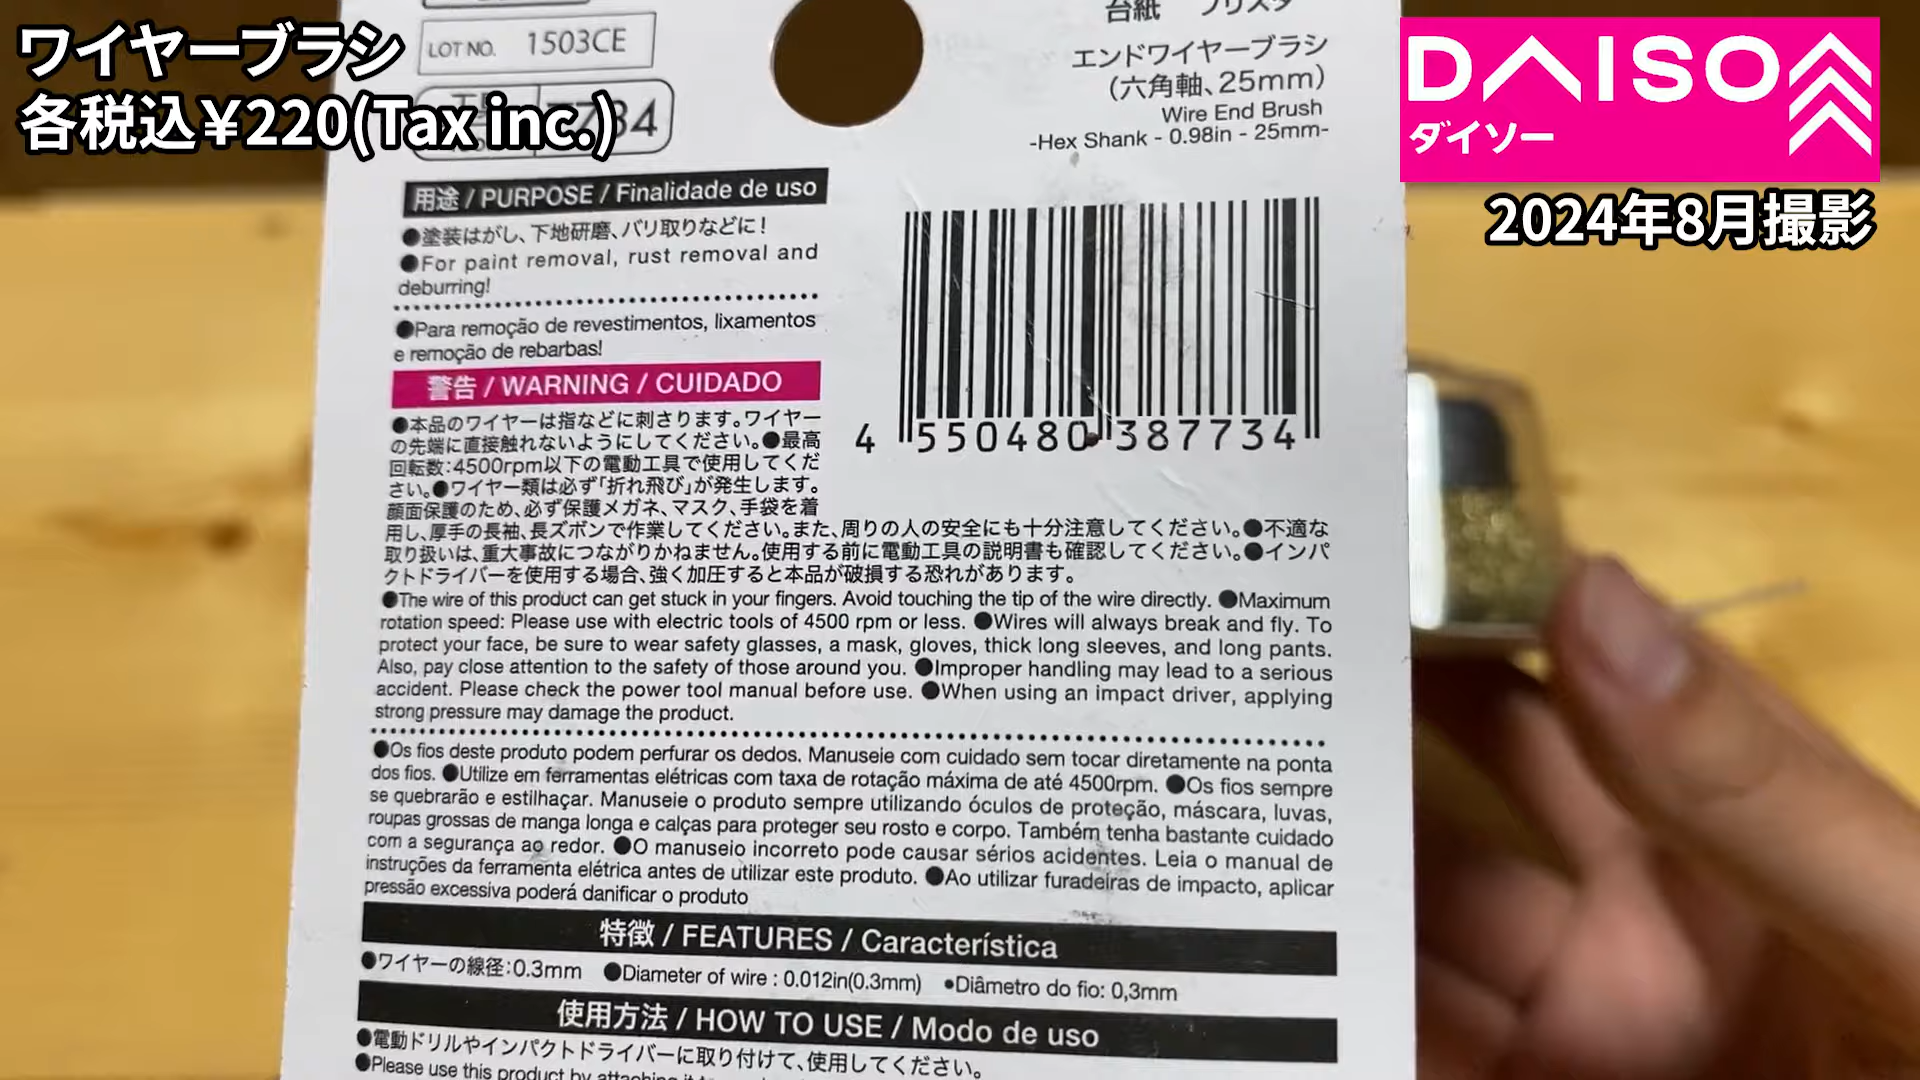 ワイヤーブラシ
各税込￥220(Tax inc.)
DAISO
ダイソー
2024年8月撮影
LOT NO. 1503CE
台紙
エンドワイヤーブラシ
(六角軸、25mm)
Wire End Brush
-Hex Shank - 0.98in - 25mm-
用途 / PURPOSE / Finalidade de uso
●塗装はがし、下地研磨、バリ取りなどに!
●For paint removal, rust removal and
deburring!
●Para remoção de revestimentos, lixamentos
e remoção de rebarbas!
4 550480 387734
警告 / WARNING / CUIDADO
●本品のワイヤーは指などに刺さります。ワイヤー
の先端に直接触れないようにしてください。●最高
回転数:4500rpm以下の電動工具で使用してくだ
さい。●ワイヤー類は必ず「折れ飛び」が発生します。
顔面保護のため、必ず保護メガネ、マスク、手袋を着
用し、厚手の長袖、長ズボンで作業してください。また、周りの人の安全にも十分注意してください。●不適な
取り扱いは、重大事故につながりかねません。使用する前に電動工具の説明書も確認してください。●インパ
クトドライバーを使用する場合、強く加圧すると本品が破損する恐れがあります。
●The wire of this product can get stuck in your fingers. Avoid touching the tip of the wire directly. ●Maximum
rotation speed: Please use with electric tools of 4500 rpm or less. ●Wires will always break and fly. To
protect your face, be sure to wear safety glasses, a mask, gloves, thick long sleeves, and long pants.
Also, pay close attention to the safety of those around you. ●Improper handling may lead to a serious
accident. Please check the power tool manual before use. ●When using an impact driver, applying
strong pressure may damage the product.
●Os fios deste produto podem perfurar os dedos. Manuseie com cuidado sem tocar diretamente na ponta
dos fios. ●Utilize em ferramentas elétricas com taxa de rotação máxima de até 4500rpm. ●Os fios sempre
se quebrarão e estilhaçar. Manuseie o produto sempre utilizando óculos de proteção, máscara, luvas,
roupas grossas de manga longa e calças para proteger seu rosto e corpo. Também tenha bastante cuidado
com a segurança ao redor. ●O manuseio incorreto pode causar sérios acidentes. Leia o manual de
instruções da ferramenta elétrica antes de utilizar este produto. ●Ao utilizar furadeiras de impacto, aplicar
pressão excessiva poderá danificar o produto
特徴 / FEATURES / Característica
●ワイヤーの線径:0.3mm ●Diameter of wire : 0.012in(0.3mm) •Diâmetro do fio: 0,3mm
使用方法 / HOW TO USE / Modo de uso
●電動ドリルやインパクトドライバーに取り付けて、使用してください。
●Please use this product by